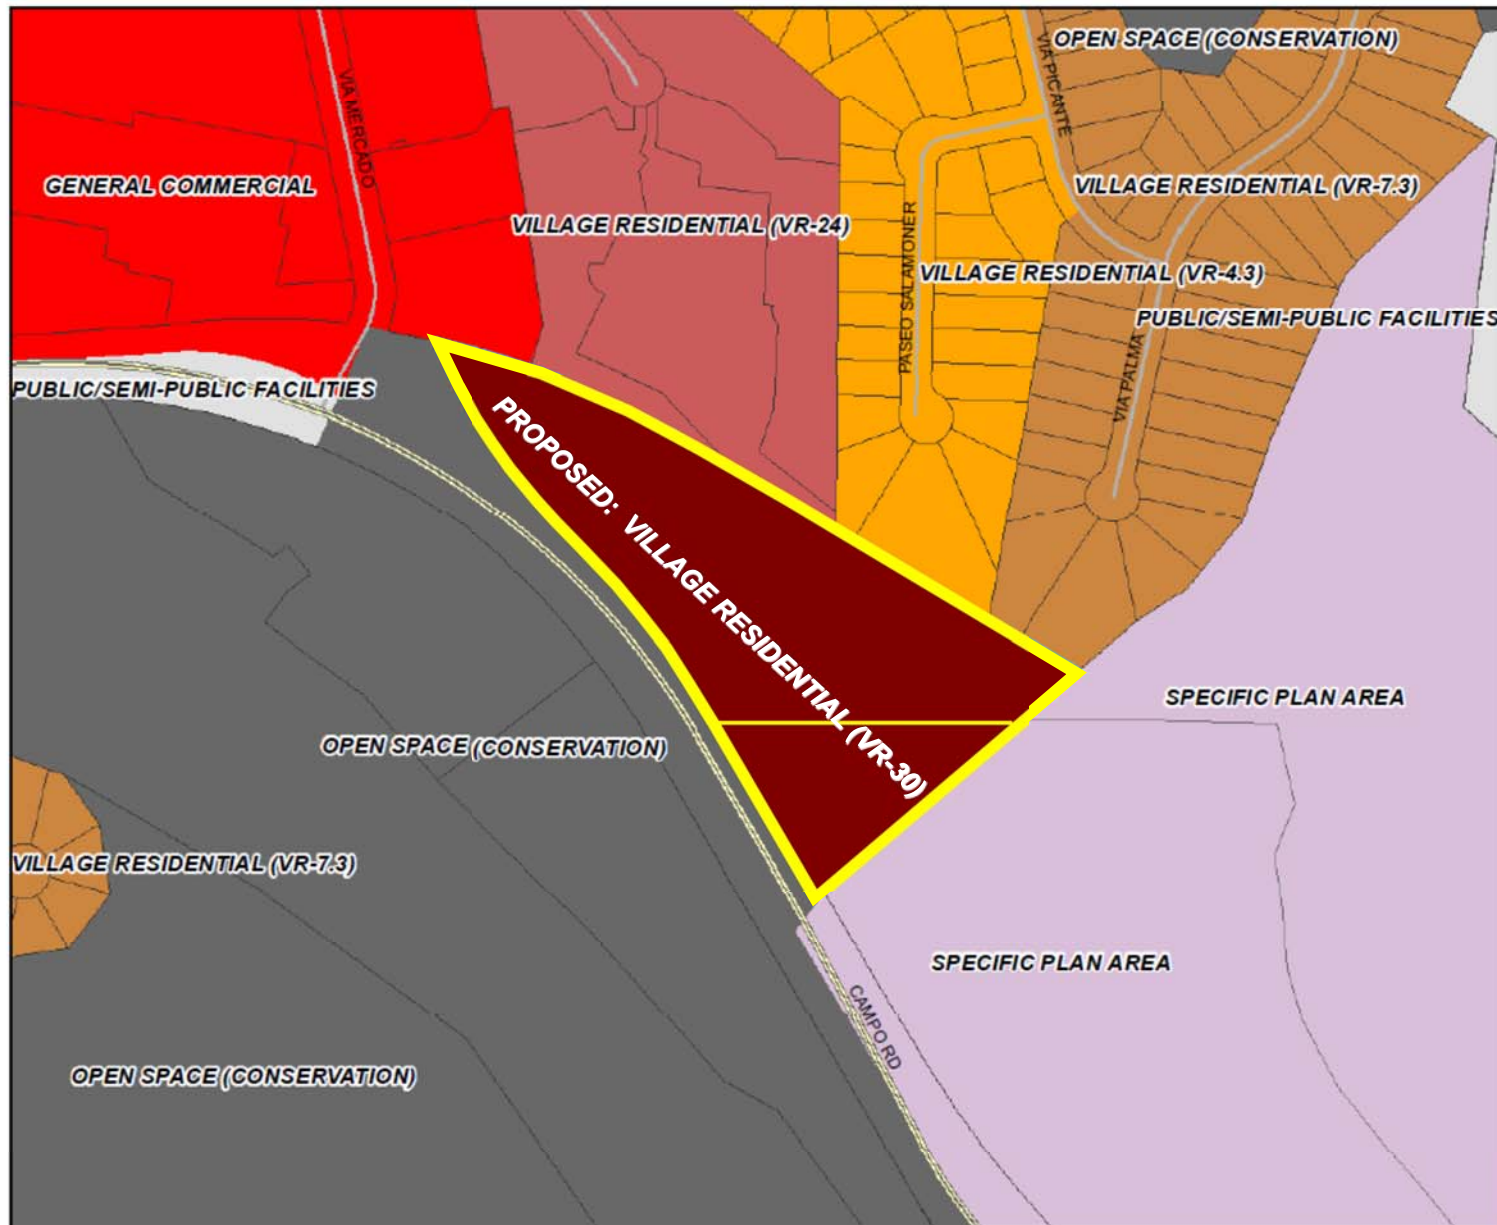 OPEN SPACE (CONSERVATION)
VIA PICANTE
VIA MERCADO
GENERAL COMMERCIAL
VILLAGE RESIDENTIAL (VR-7.3)
VILLAGE RESIDENTIAL (VR-24)
PASEO SALAMONER
VILLAGE RESIDENTIAL (VR-4.3)
PUBLIC/SEMI-PUBLIC FACILITIES
VIA PALMA
PUBLIC/SEMI-PUBLIC FACILITIES
PROPOSED: VILLAGE RESIDENTIAL (VR-30)
SPECIFIC PLAN AREA
OPEN SPACE (CONSERVATION)
VILLAGE RESIDENTIAL (VR-7.3)
SPECIFIC PLAN AREA
CAMPO RD
OPEN SPACE (CONSERVATION)